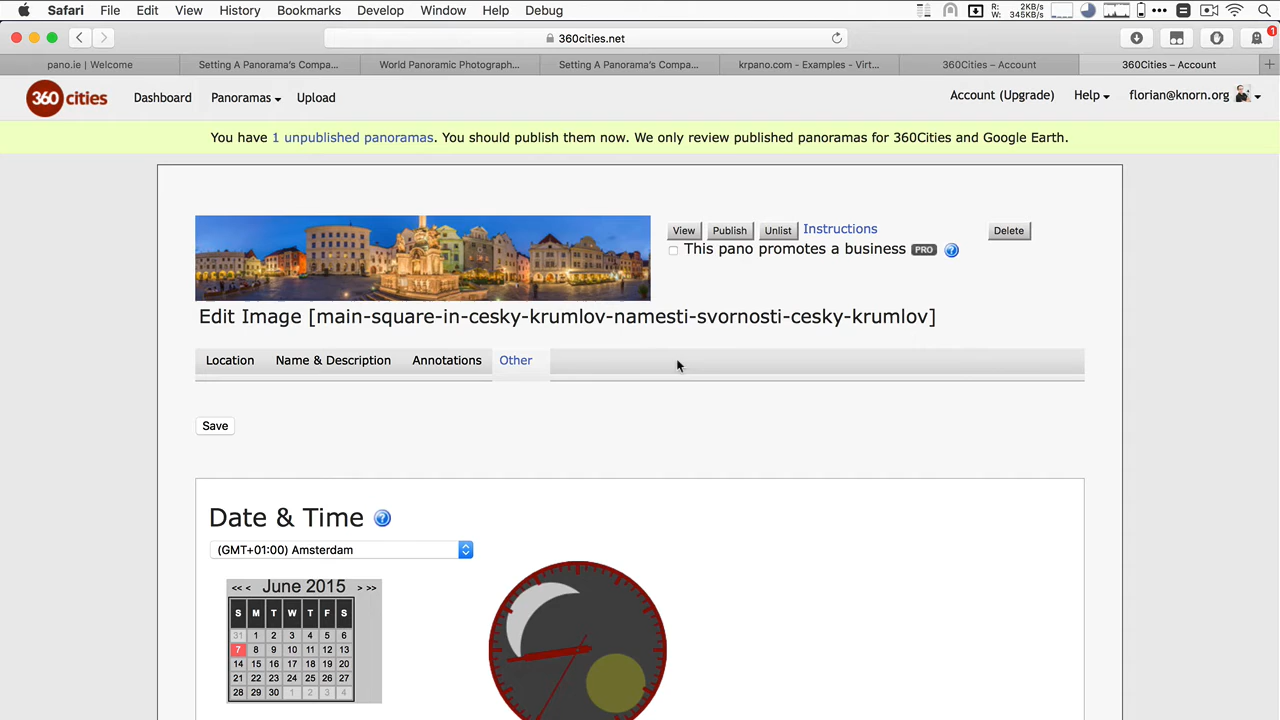 Safari File Edit View History Bookmarks Develop Window Help Debug R: 2KB/s W: 345KB/s
360cities.net 1
pano.ie | Welcome Setting A Panorama's Compa... World Panoramic Photograph... Setting A Panorama's Compa... krpano.com - Examples - Virt... 360Cities – Account 360Cities – Account
360 cities Dashboard Panoramas Upload Account (Upgrade) Help florian@knorn.org
You have 1 unpublished panoramas. You should publish them now. We only review published panoramas for 360Cities and Google Earth.
View Publish Unlist Instructions Delete
This pano promotes a business PRO ?
Edit Image [main-square-in-cesky-krumlov-namesti-svornosti-cesky-krumlov]
Location Name & Description Annotations Other
Save
Date & Time ?
(GMT+01:00) Amsterdam
<< < June 2015 > >>
S M T W T F S
31 1 2 3 4 5 6
7 8 9 10 11 12 13
14 15 16 17 18 19 20
21 22 23 24 25 26 27
28 29 30 1 2 3 4